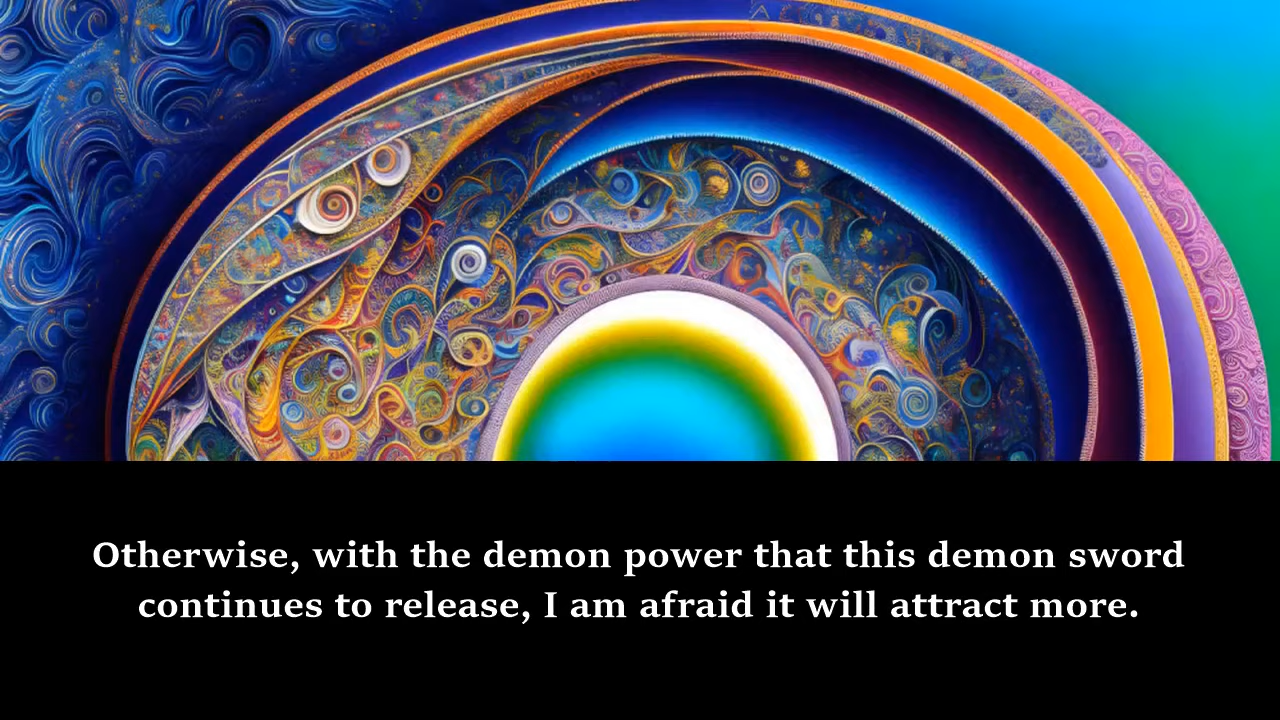 Otherwise, with the demon power that this demon sword
continues to release, I am afraid it will attract more.